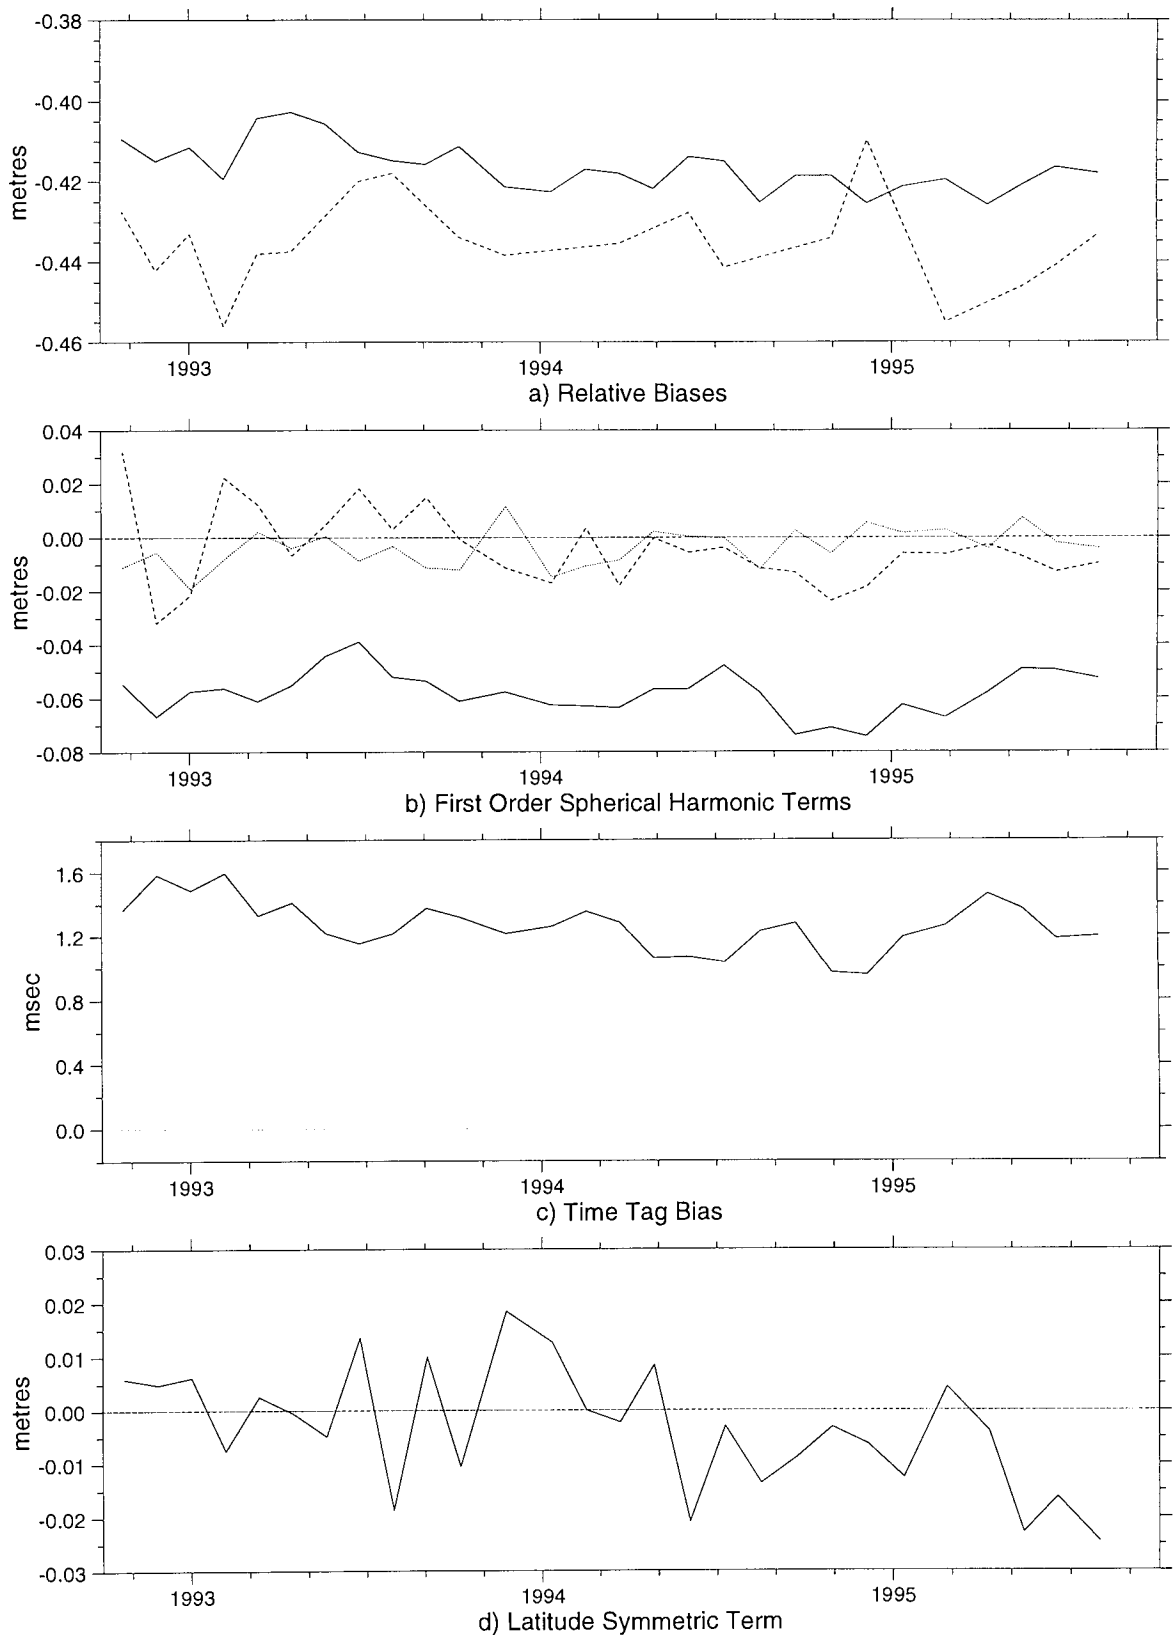 -0.38
-0.40
-0.42
-0.44
-0.46
metres
1993 1994 1995
a) Relative Biases
0.04
0.02
0.00
-0.02
-0.04
-0.06
-0.08
metres
1993 1994 1995
b) First Order Spherical Harmonic Terms
1.6
1.2
0.8
0.4
0.0
msec
1993 1994 1995
c) Time Tag Bias
0.03
0.02
0.01
0.00
-0.01
-0.02
-0.03
metres
1993 1994 1995
d) Latitude Symmetric Term